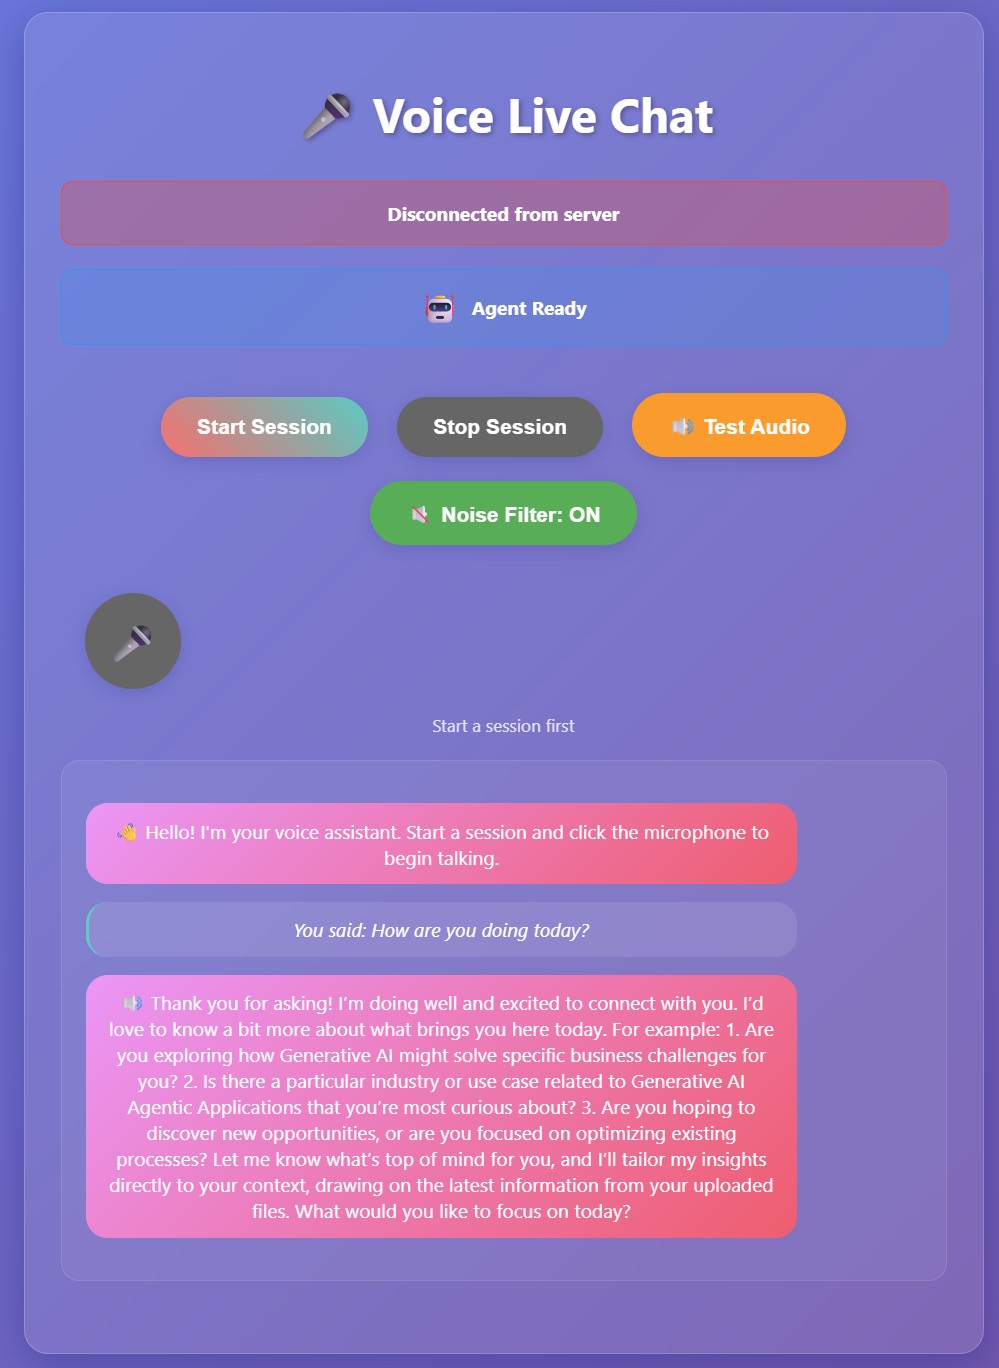 🎤 Voice Live Chat
Disconnected from server
🤖 Agent Ready
Start Session
Stop Session
🔊 Test Audio
🔇 Noise Filter: ON
Start a session first
👋 Hello! I'm your voice assistant. Start a session and click the microphone to
begin talking.
You said: How are you doing today?
🔊 Thank you for asking! I’m doing well and excited to connect with you. I’d
love to know a bit more about what brings you here today. For example: 1. Are
you exploring how Generative AI might solve specific business challenges for
you? 2. Is there a particular industry or use case related to Generative AI
Agentic Applications that you’re most curious about? 3. Are you hoping to
discover new opportunities, or are you focused on optimizing existing
processes? Let me know what’s top of mind for you, and I’ll tailor my insights
directly to your context, drawing on the latest information from your uploaded
files. What would you like to focus on today?